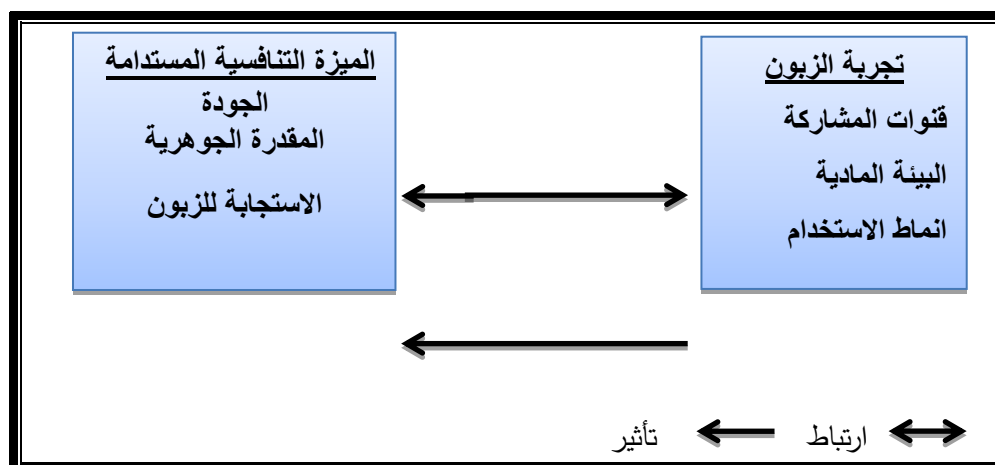 تجربة الزبون
قنوات المشاركة
البيئة المادية
انماط الاستخدام
الميزة التنافسية المستدامة
الجودة
المقدرة الجوهرية
الاستجابة للزبون
ارتباط
تأثير